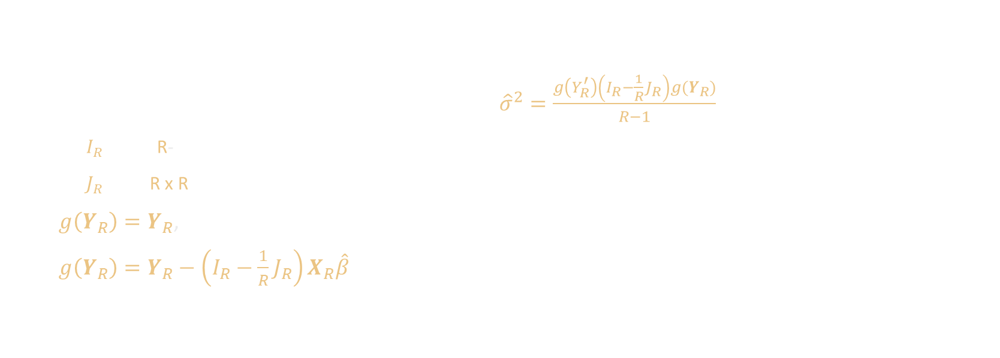 σ̂² = g(Y′_R)(I_R−1/R J_R)g(Y_R) / R−1
I_R R-
J_R R x R
g(Y_R) = Y_R,
g(Y_R) = Y_R − (I_R − 1/R J_R) X_R β̂